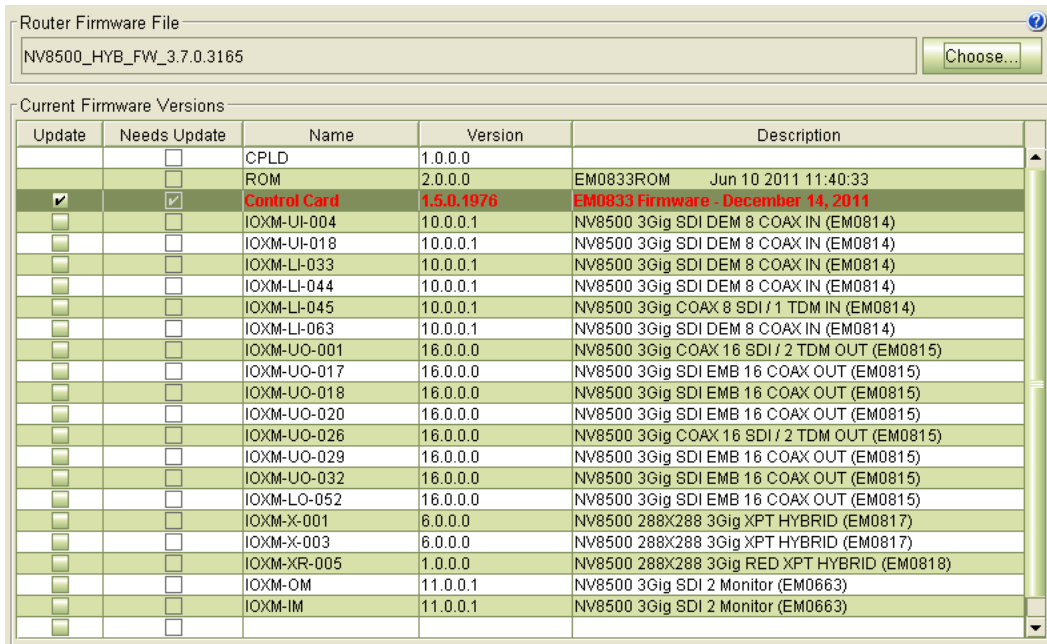 Router Firmware File
?
NV8500_HYB_FW_3.7.0.3165 Choose...
Current Firmware Versions
Update Needs Update Name Version Description
CPLD 1.0.0.0
ROM 2.0.0.0 EM0833ROM Jun 10 2011 11:40:33
Control Card 1.5.0.1976 EM0833 Firmware - December 14, 2011
IOXM-UI-004 10.0.0.1 NV8500 3Gig SDI DEM 8 COAX IN (EM0814)
IOXM-UI-018 10.0.0.1 NV8500 3Gig SDI DEM 8 COAX IN (EM0814)
IOXM-LI-033 10.0.0.1 NV8500 3Gig SDI DEM 8 COAX IN (EM0814)
IOXM-LI-044 10.0.0.1 NV8500 3Gig SDI DEM 8 COAX IN (EM0814)
IOXM-LI-045 10.0.0.1 NV8500 3Gig COAX 8 SDI / 1 TDM IN (EM0814)
IOXM-LI-063 10.0.0.1 NV8500 3Gig SDI DEM 8 COAX IN (EM0814)
IOXM-UO-001 16.0.0.0 NV8500 3Gig COAX 16 SDI / 2 TDM OUT (EM0815)
IOXM-UO-017 16.0.0.0 NV8500 3Gig SDI EMB 16 COAX OUT (EM0815)
IOXM-UO-018 16.0.0.0 NV8500 3Gig SDI EMB 16 COAX OUT (EM0815)
IOXM-UO-020 16.0.0.0 NV8500 3Gig SDI EMB 16 COAX OUT (EM0815)
IOXM-UO-026 16.0.0.0 NV8500 3Gig COAX 16 SDI / 2 TDM OUT (EM0815)
IOXM-UO-029 16.0.0.0 NV8500 3Gig SDI EMB 16 COAX OUT (EM0815)
IOXM-UO-032 16.0.0.0 NV8500 3Gig SDI EMB 16 COAX OUT (EM0815)
IOXM-LO-052 16.0.0.0 NV8500 3Gig SDI EMB 16 COAX OUT (EM0815)
IOXM-X-001 6.0.0.0 NV8500 288X288 3Gig XPT HYBRID (EM0817)
IOXM-X-003 6.0.0.0 NV8500 288X288 3Gig XPT HYBRID (EM0817)
IOXM-XR-005 1.0.0.0 NV8500 288X288 3Gig RED XPT HYBRID (EM0818)
IOXM-OM 11.0.0.1 NV8500 3Gig SDI 2 Monitor (EM0663)
IOXM-IM 11.0.0.1 NV8500 3Gig SDI 2 Monitor (EM0663)